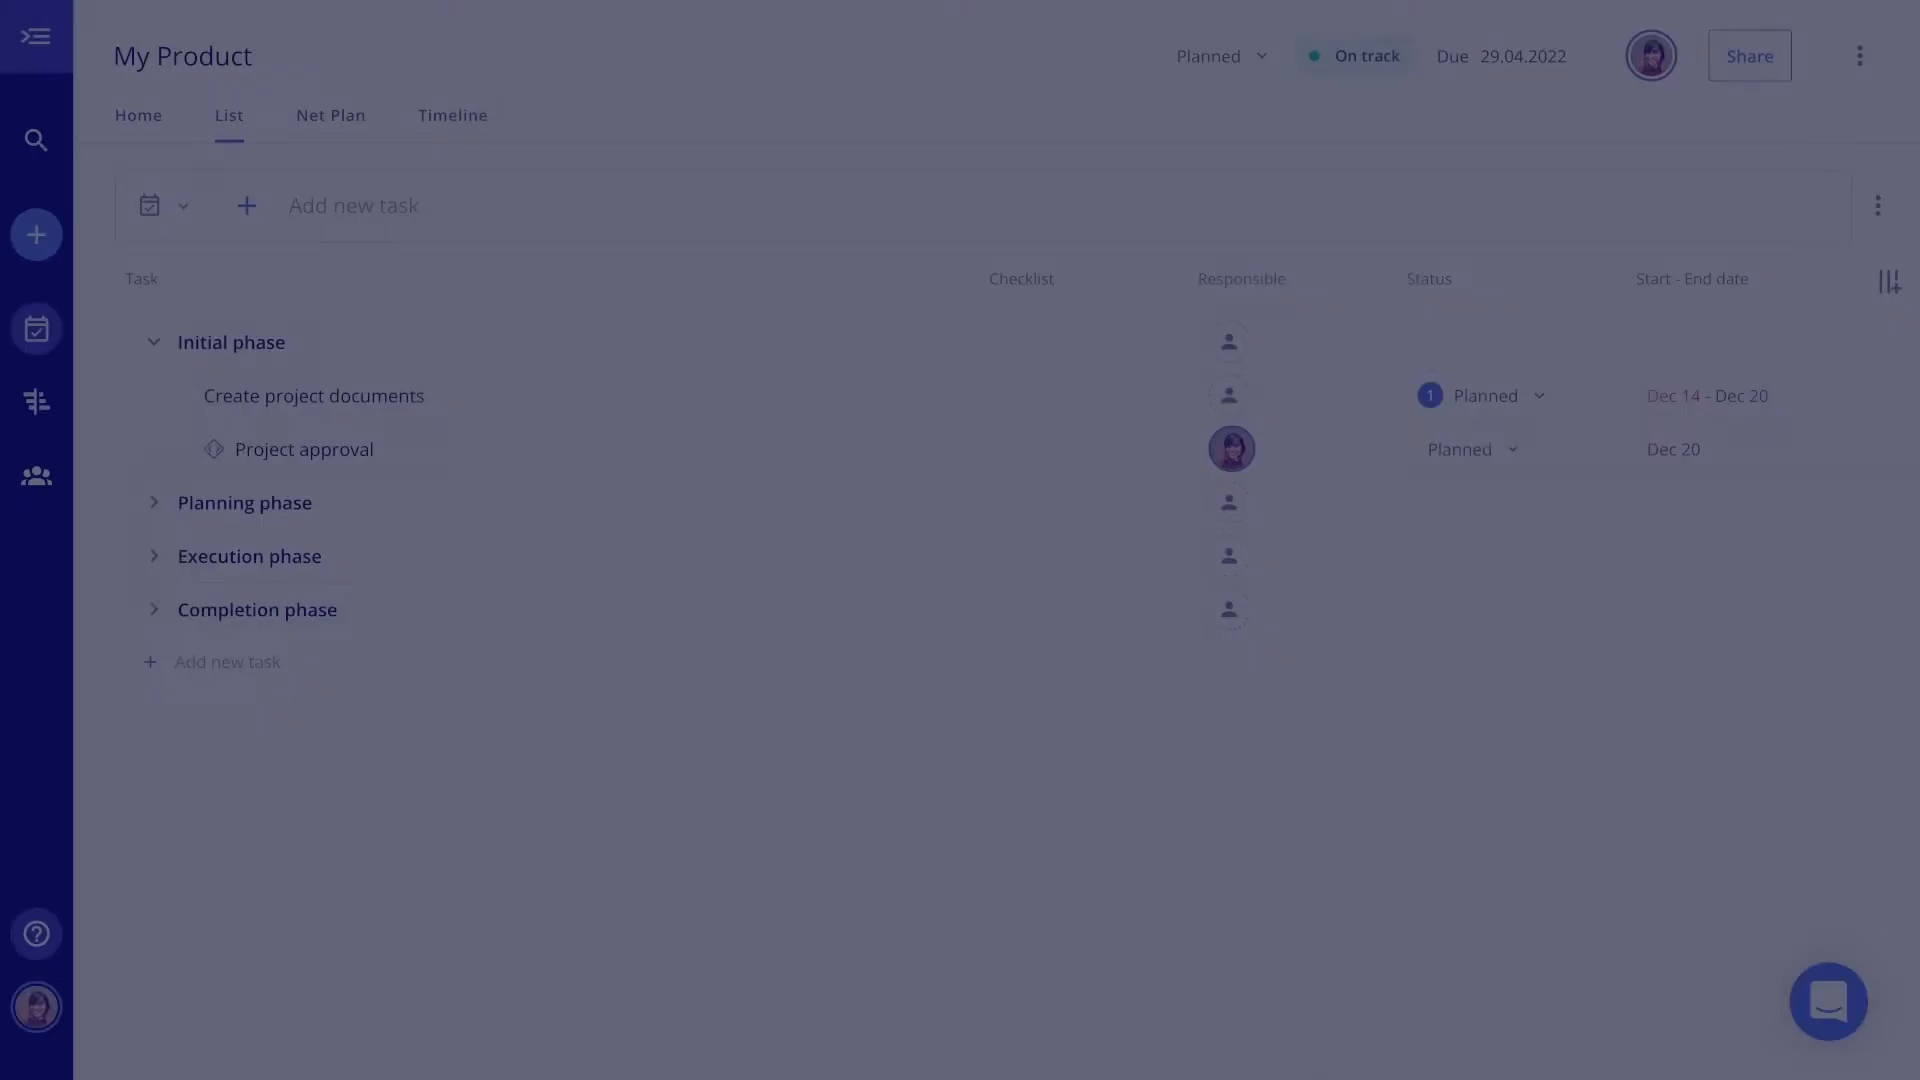 My Product
Planned
On track
Due 29.04.2022
Share
Home List Net Plan Timeline
Add new task
Task Checklist Responsible Status Start - End date
Initial phase
Create project documents 1 Planned Dec 14 - Dec 20
Project approval Planned Dec 20
Planning phase
Execution phase
Completion phase
Add new task